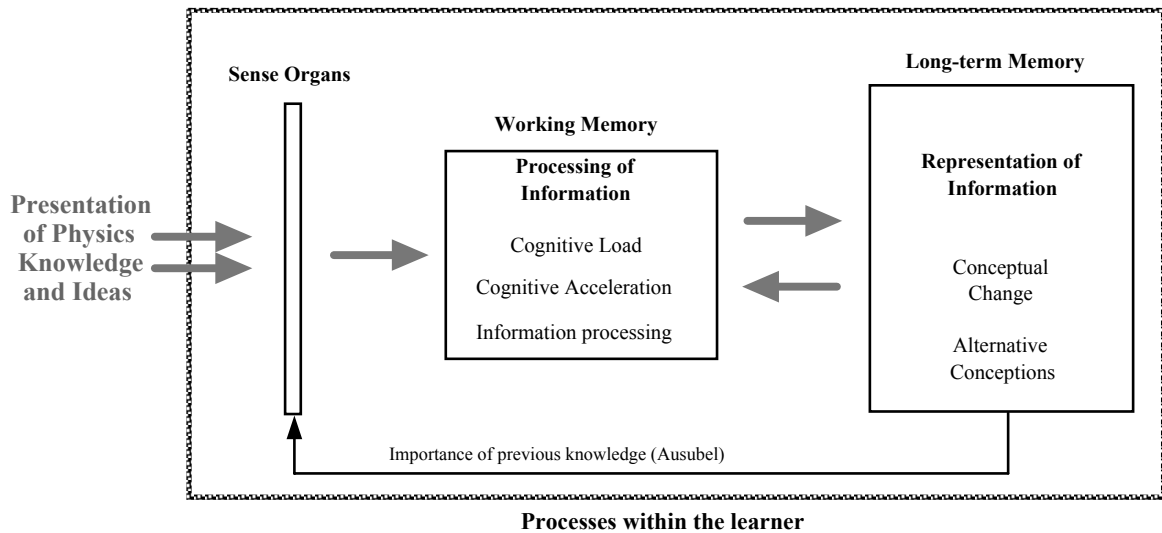 Presentation
of Physics
Knowledge
and Ideas
Sense Organs
Working Memory
Processing of
Information
Cognitive Load
Cognitive Acceleration
Information processing
Long-term Memory
Representation of
Information
Conceptual
Change
Alternative
Conceptions
Importance of previous knowledge (Ausubel)
Processes within the learner